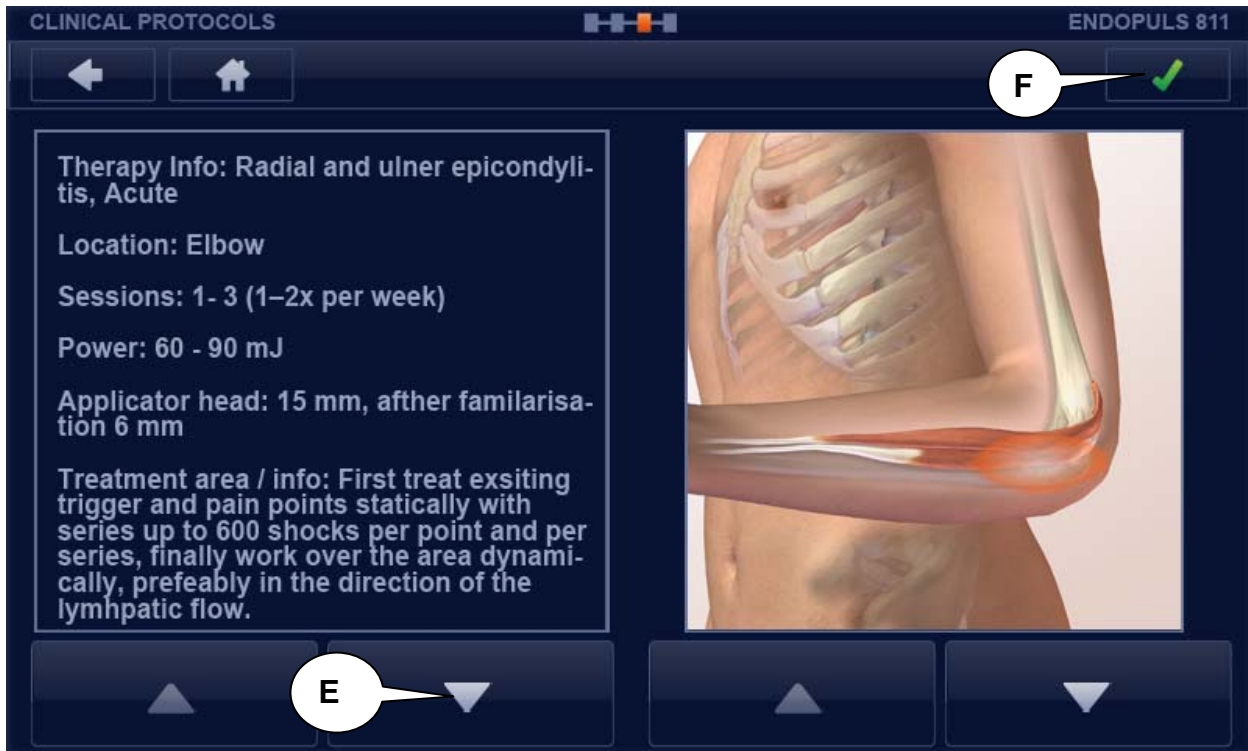 CLINICAL PROTOCOLS
ENDOPULS 811
F
Therapy Info: Radial and ulner epicondyli-
tis, Acute
Location: Elbow
Sessions: 1- 3 (1–2x per week)
Power: 60 - 90 mJ
Applicator head: 15 mm, afther familarisa-
tion 6 mm
Treatment area / info: First treat exsiting
trigger and pain points statically with
series up to 600 shocks per point and per
series, finally work over the area dynami-
cally, prefeably in the direction of the
lymhpatic flow.
E